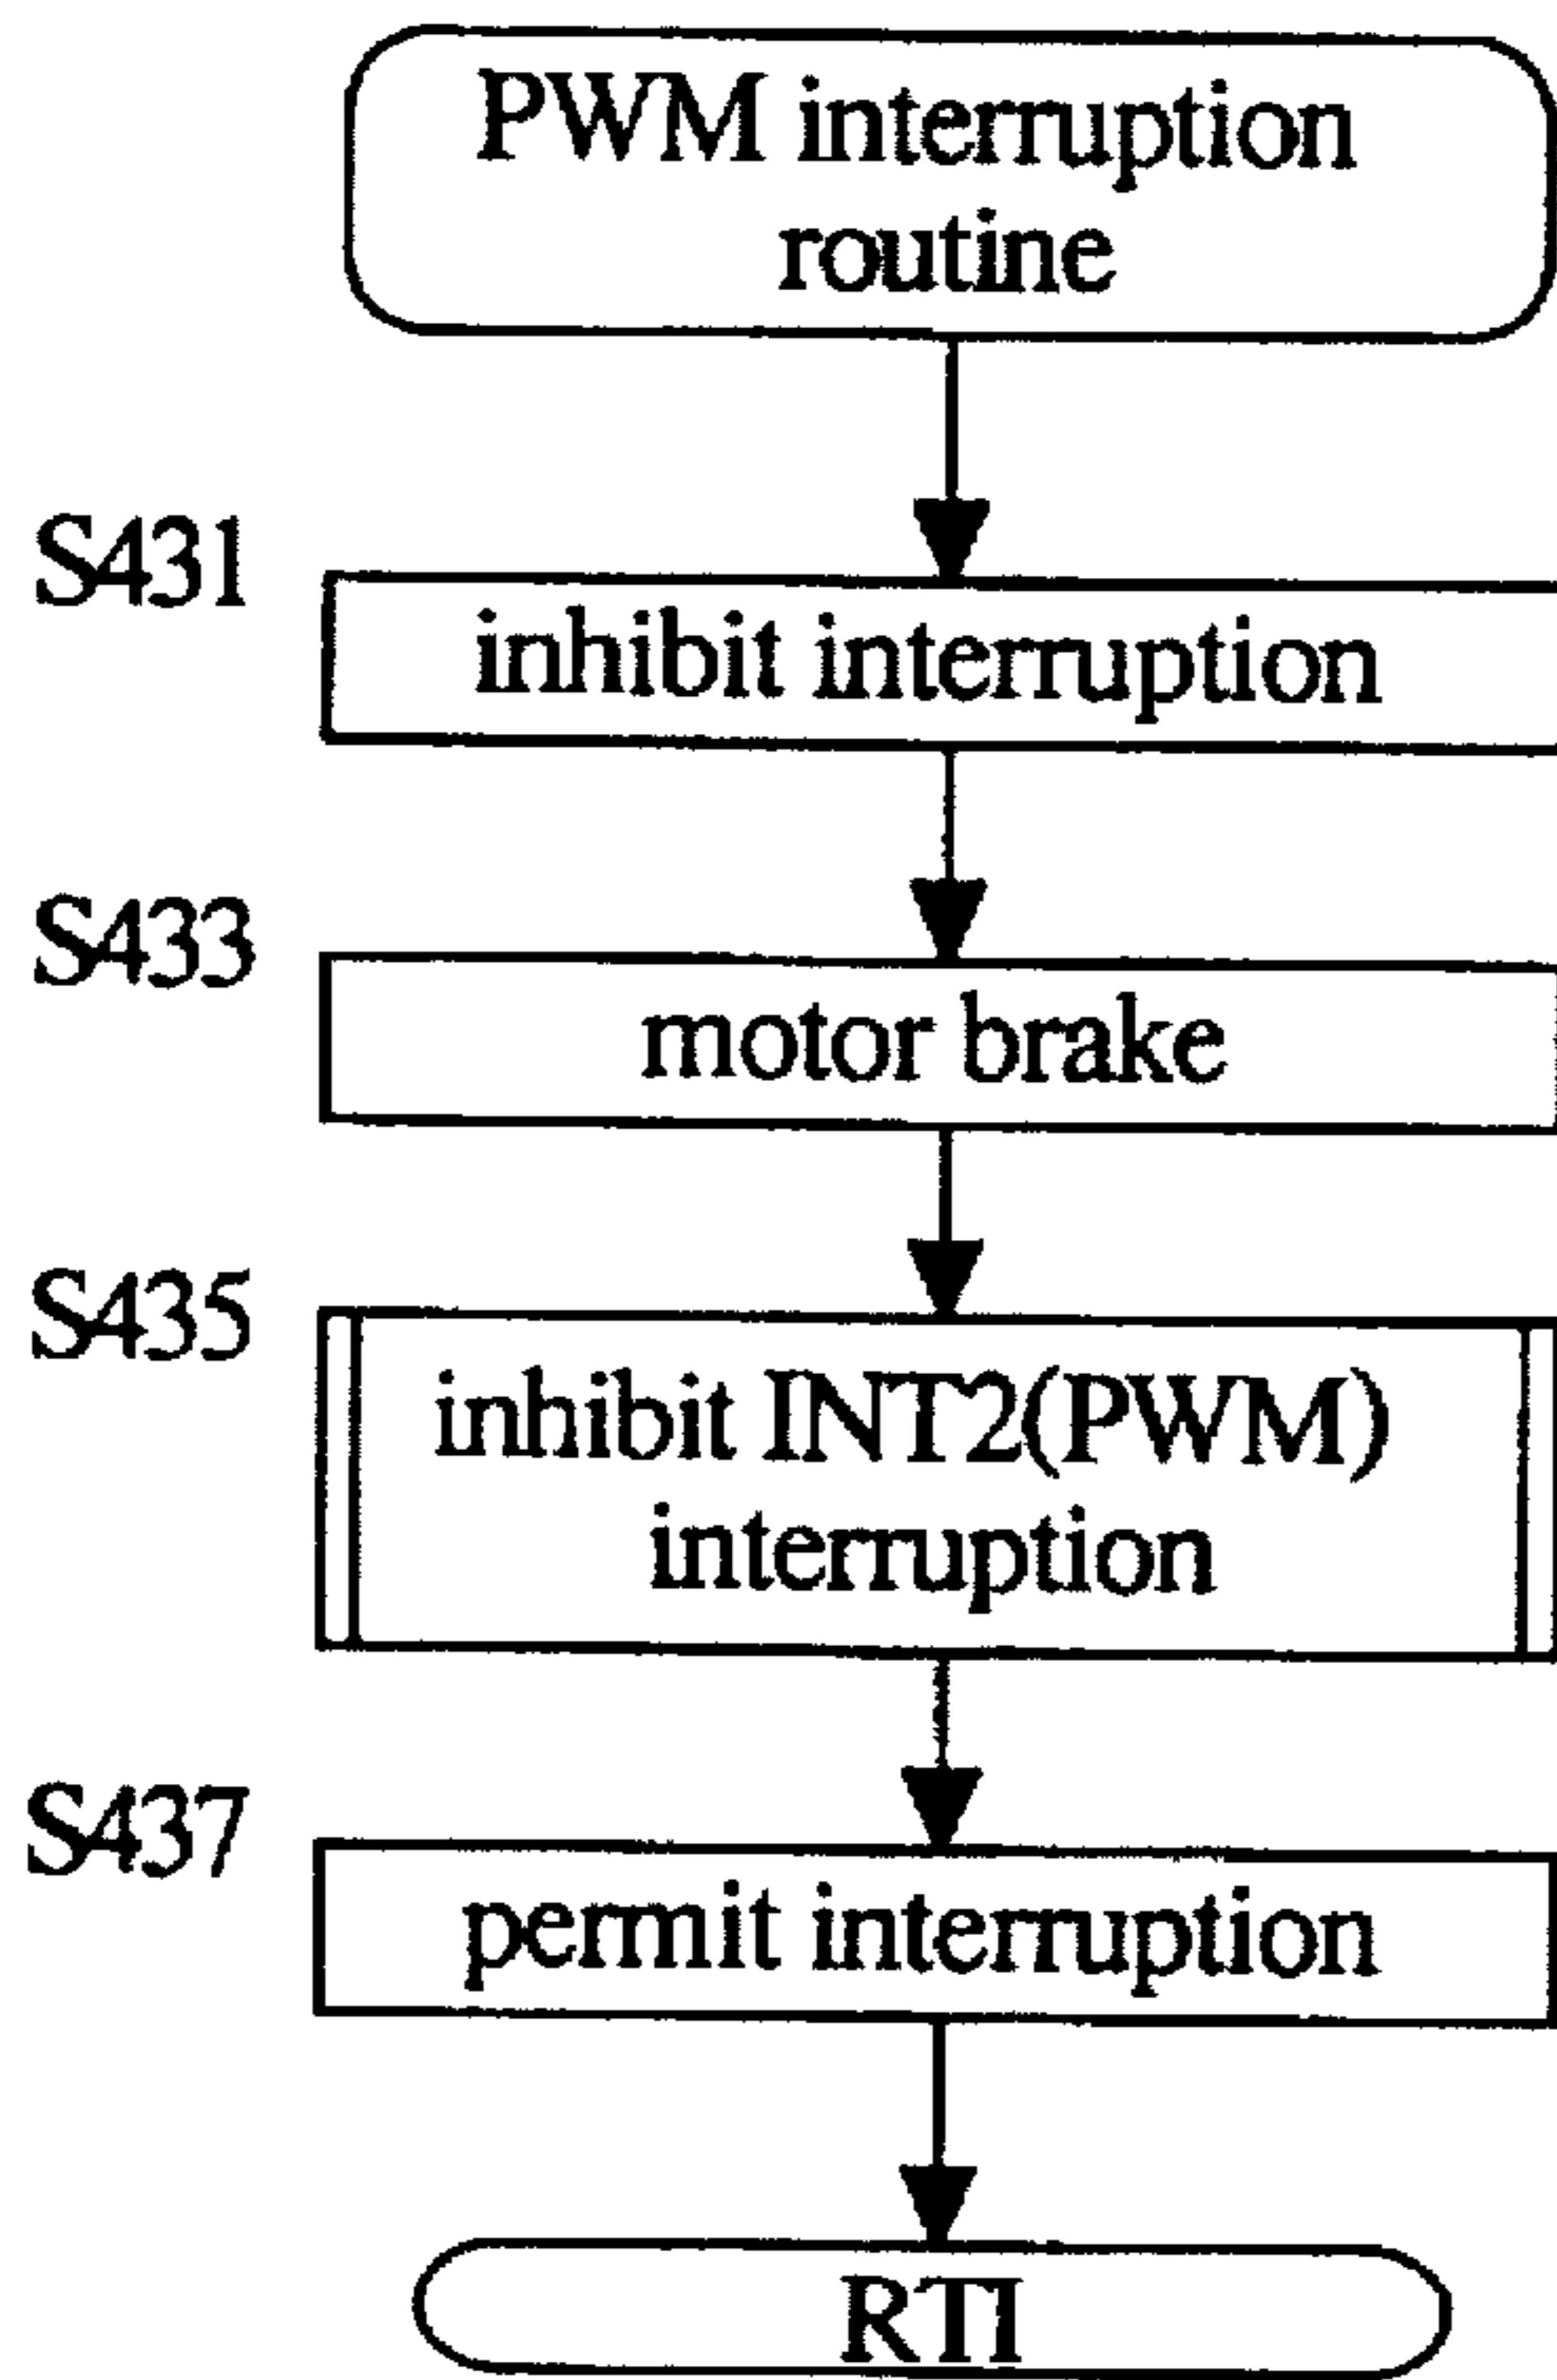 PWM interruption
routine
S431
inhibit interruption
S433
motor brake
S435
inhibit INT2(PWM)
interruption
S437
permit interruption
RTI